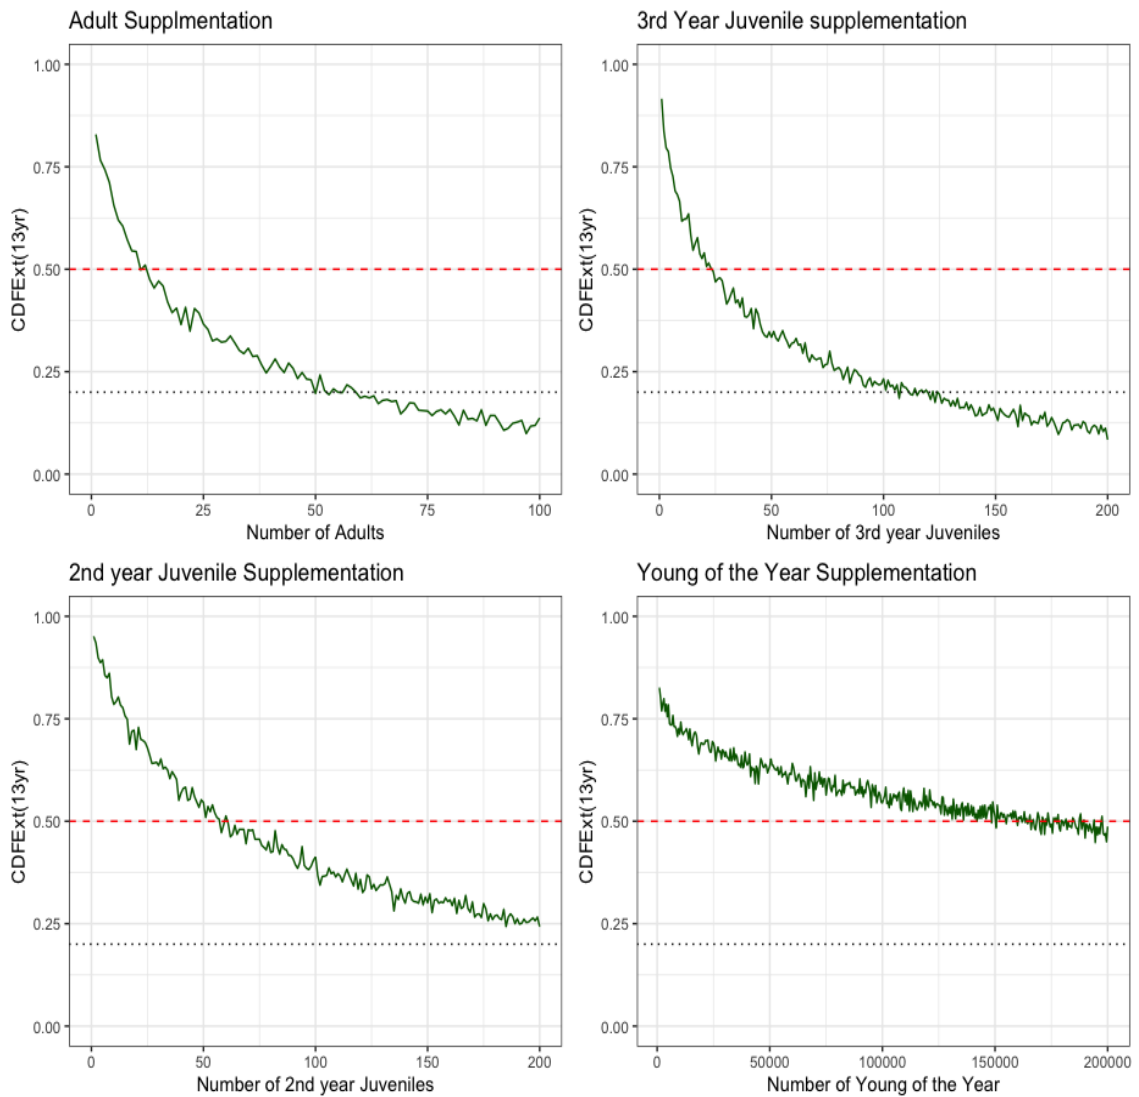 Adult Supplmentation
1.00
0.75
0.50
0.25
0.00
CDFExt(13yr)
0 25 50 75 100
Number of Adults
3rd Year Juvenile supplementation
1.00
0.75
0.50
0.25
0.00
CDFExt(13yr)
0 50 100 150 200
Number of 3rd year Juveniles
2nd year Juvenile Supplementation
1.00
0.75
0.50
0.25
0.00
CDFExt(13yr)
0 50 100 150 200
Number of 2nd year Juveniles
Young of the Year Supplementation
1.00
0.75
0.50
0.25
0.00
CDFExt(13yr)
0 50000 100000 150000 200000
Number of Young of the Year